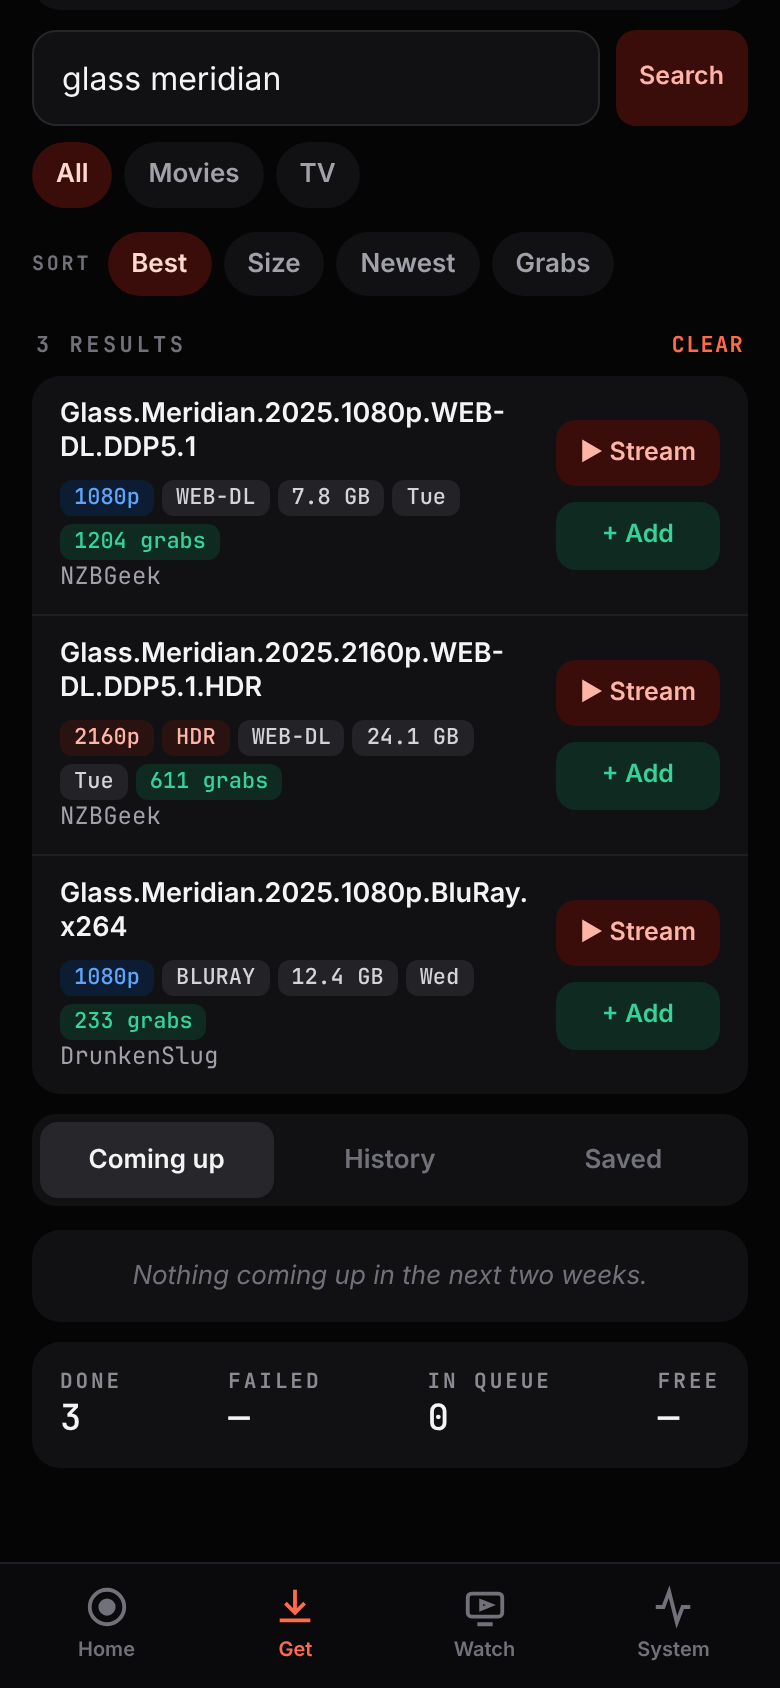 glass meridian
Search
All
Movies
TV
SORT
Best
Size
Newest
Grabs
3 RESULTS
CLEAR
Glass.Meridian.2025.1080p.WEB-
DL.DDP5.1
1080p
WEB-DL
7.8 GB
Tue
1204 grabs
NZBGeek
▶ Stream
+ Add
Glass.Meridian.2025.2160p.WEB-
DL.DDP5.1.HDR
2160p
HDR
WEB-DL
24.1 GB
Tue
611 grabs
NZBGeek
▶ Stream
+ Add
Glass.Meridian.2025.1080p.BluRay.
x264
1080p
BLURAY
12.4 GB
Wed
233 grabs
DrunkenSlug
▶ Stream
+ Add
Coming up
History
Saved
Nothing coming up in the next two weeks.
DONE
3
FAILED
—
IN QUEUE
0
FREE
—
Home
Get
Watch
System